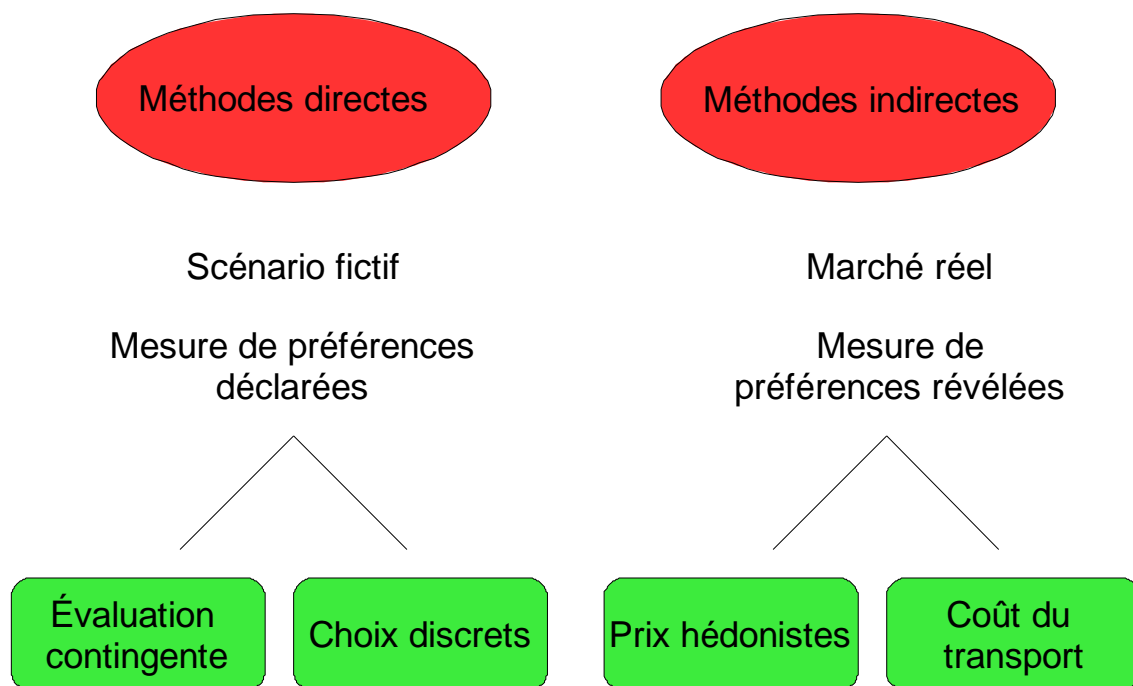 Méthodes directes
Méthodes indirectes
Scénario fictif
Marché réel
Mesure de préférences
déclarées
Mesure de
préférences révélées
Évaluation
contingente
Choix discrets
Prix hédonistes
Coût du
transport